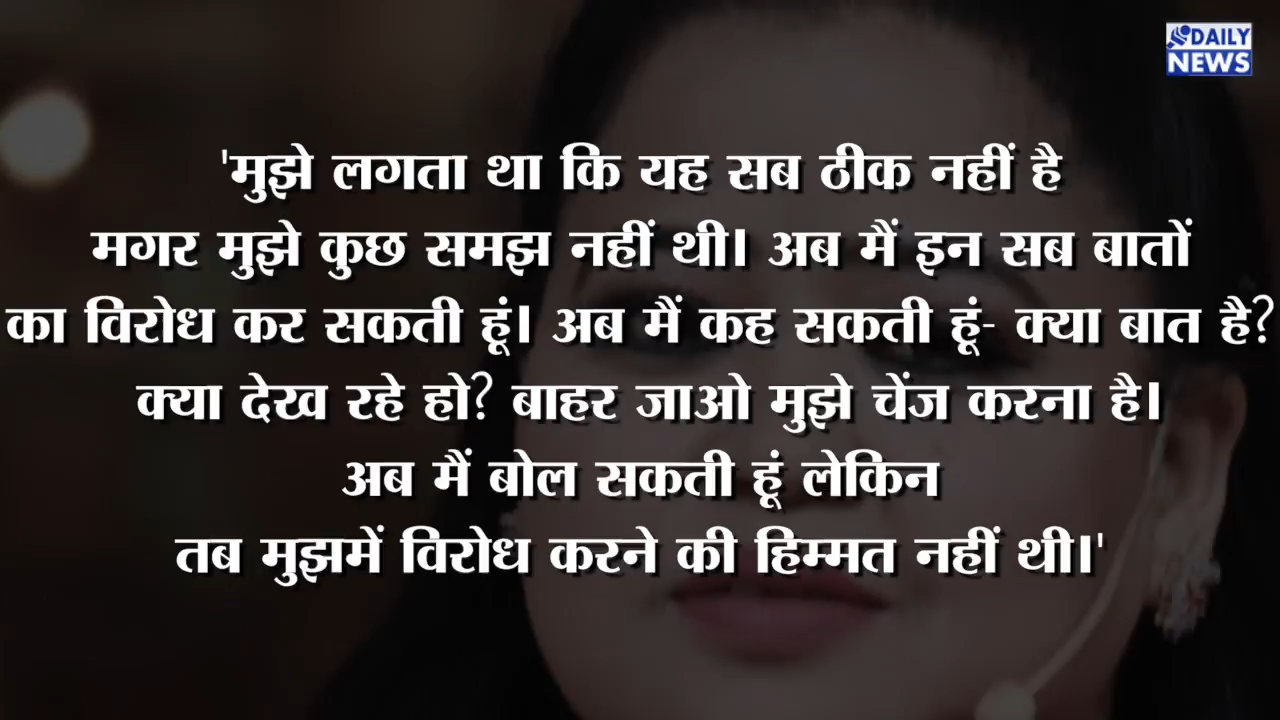 DAILY
NEWS
'मुझे लगता था कि यह सब ठीक नहीं है
मगर मुझे कुछ समझ नहीं थी। अब मैं इन सब बातों
का विरोध कर सकती हूं। अब मैं कह सकती हूं- क्या बात है?
क्या देख रहे हो? बाहर जाओ मुझे चेंज करना है।
अब मैं बोल सकती हूं लेकिन
तब मुझमें विरोध करने की हिम्मत नहीं थी।'